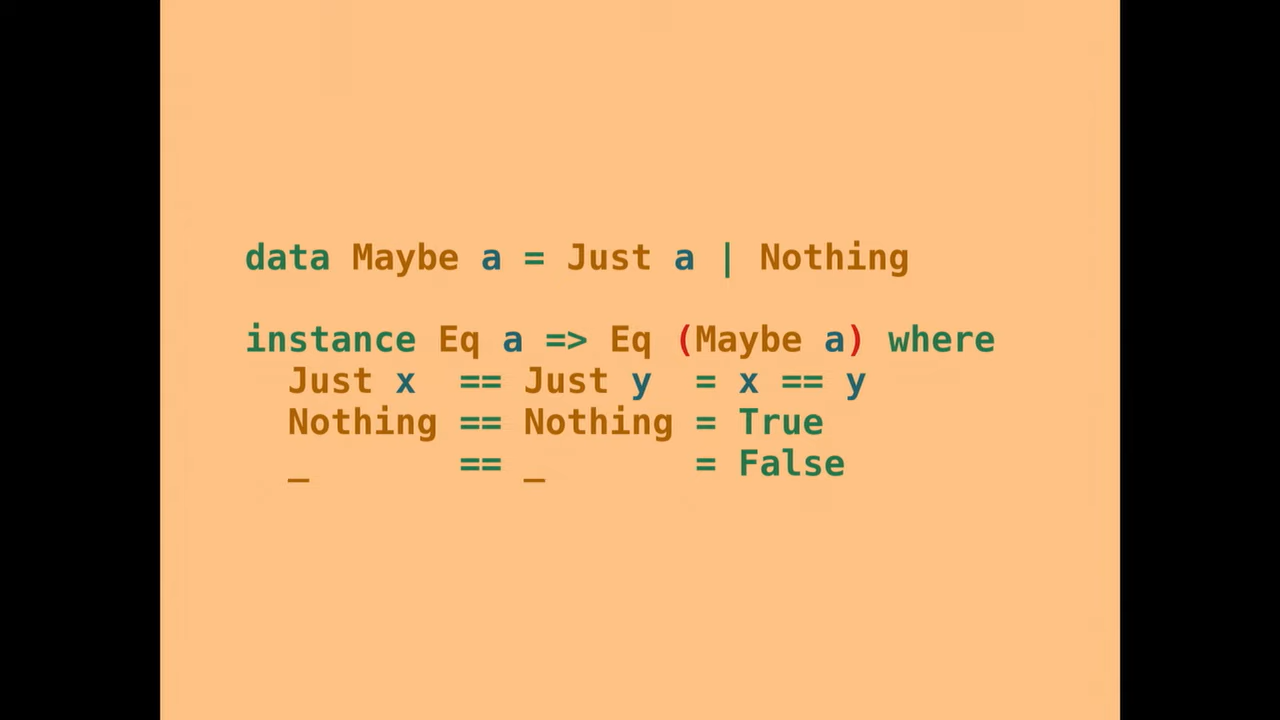 data Maybe a = Just a | Nothing
instance Eq a => Eq (Maybe a) where
  Just x  == Just y  = x == y
  Nothing == Nothing = True
  _       == _       = False